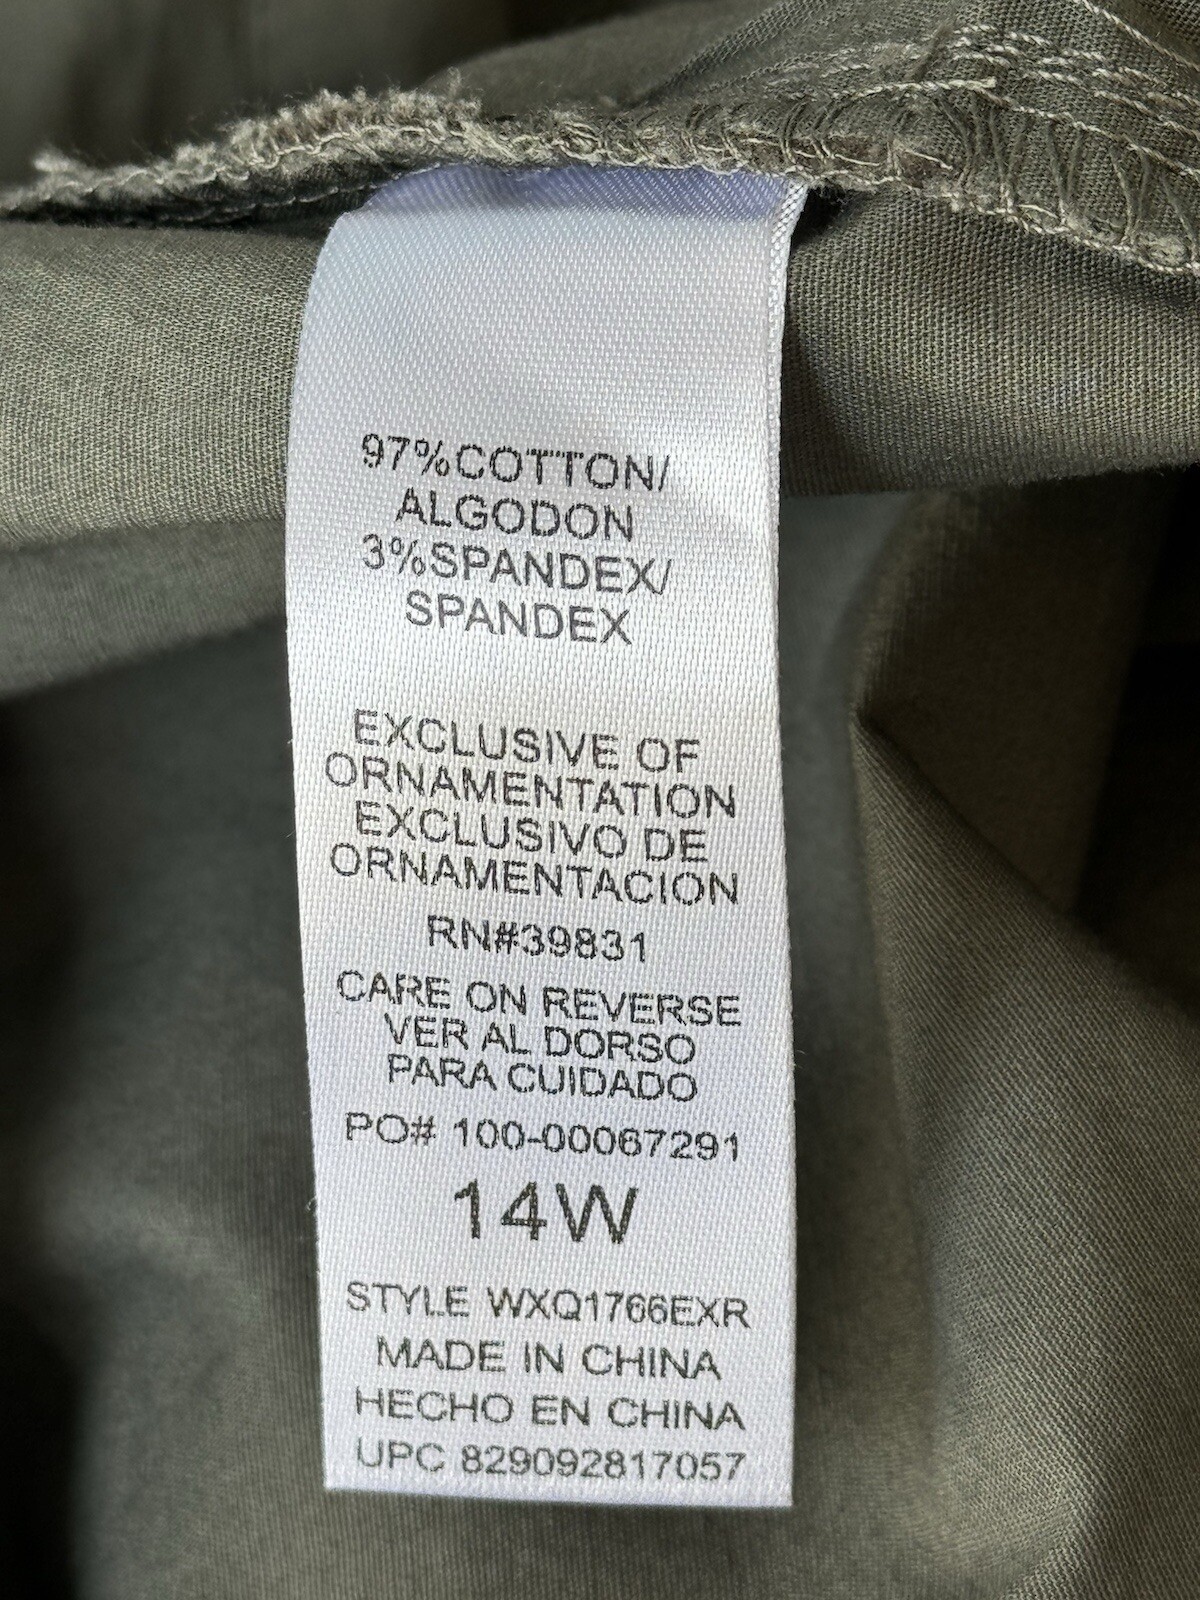 97%COTTON/
ALGODON
3%SPANDEX/
SPANDEX
EXCLUSIVE OF
ORNAMENTATION
EXCLUSIVO DE
ORNAMENTACION
RN#39831
CARE ON REVERSE
VER AL DORSO
PARA CUIDADO
PO# 100-00067291
14W
STYLE WXQ1766EXR
MADE IN CHINA
HECHO EN CHINA
UPC 829092817057